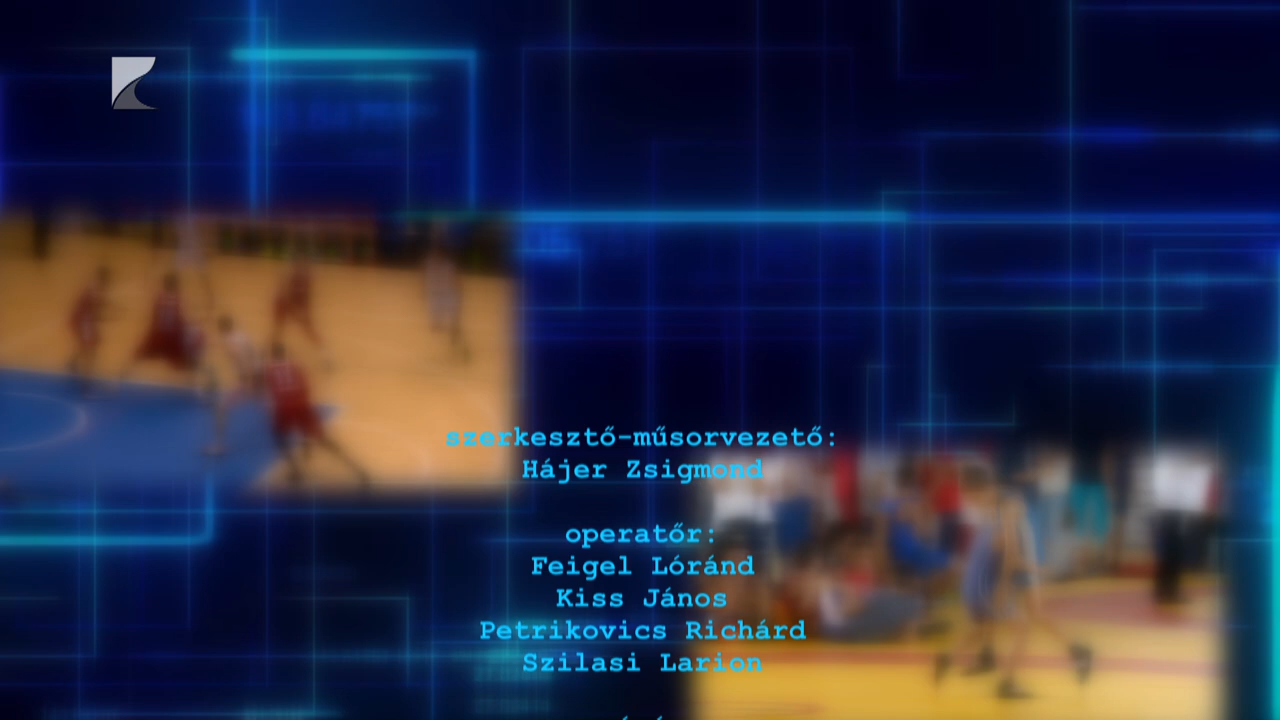 szerkesztő-műsorvezető:
Hájer Zsigmond
operatőr:
Feigel Lóránd
Kiss János
Petrikovics Richárd
Szilasi Larion